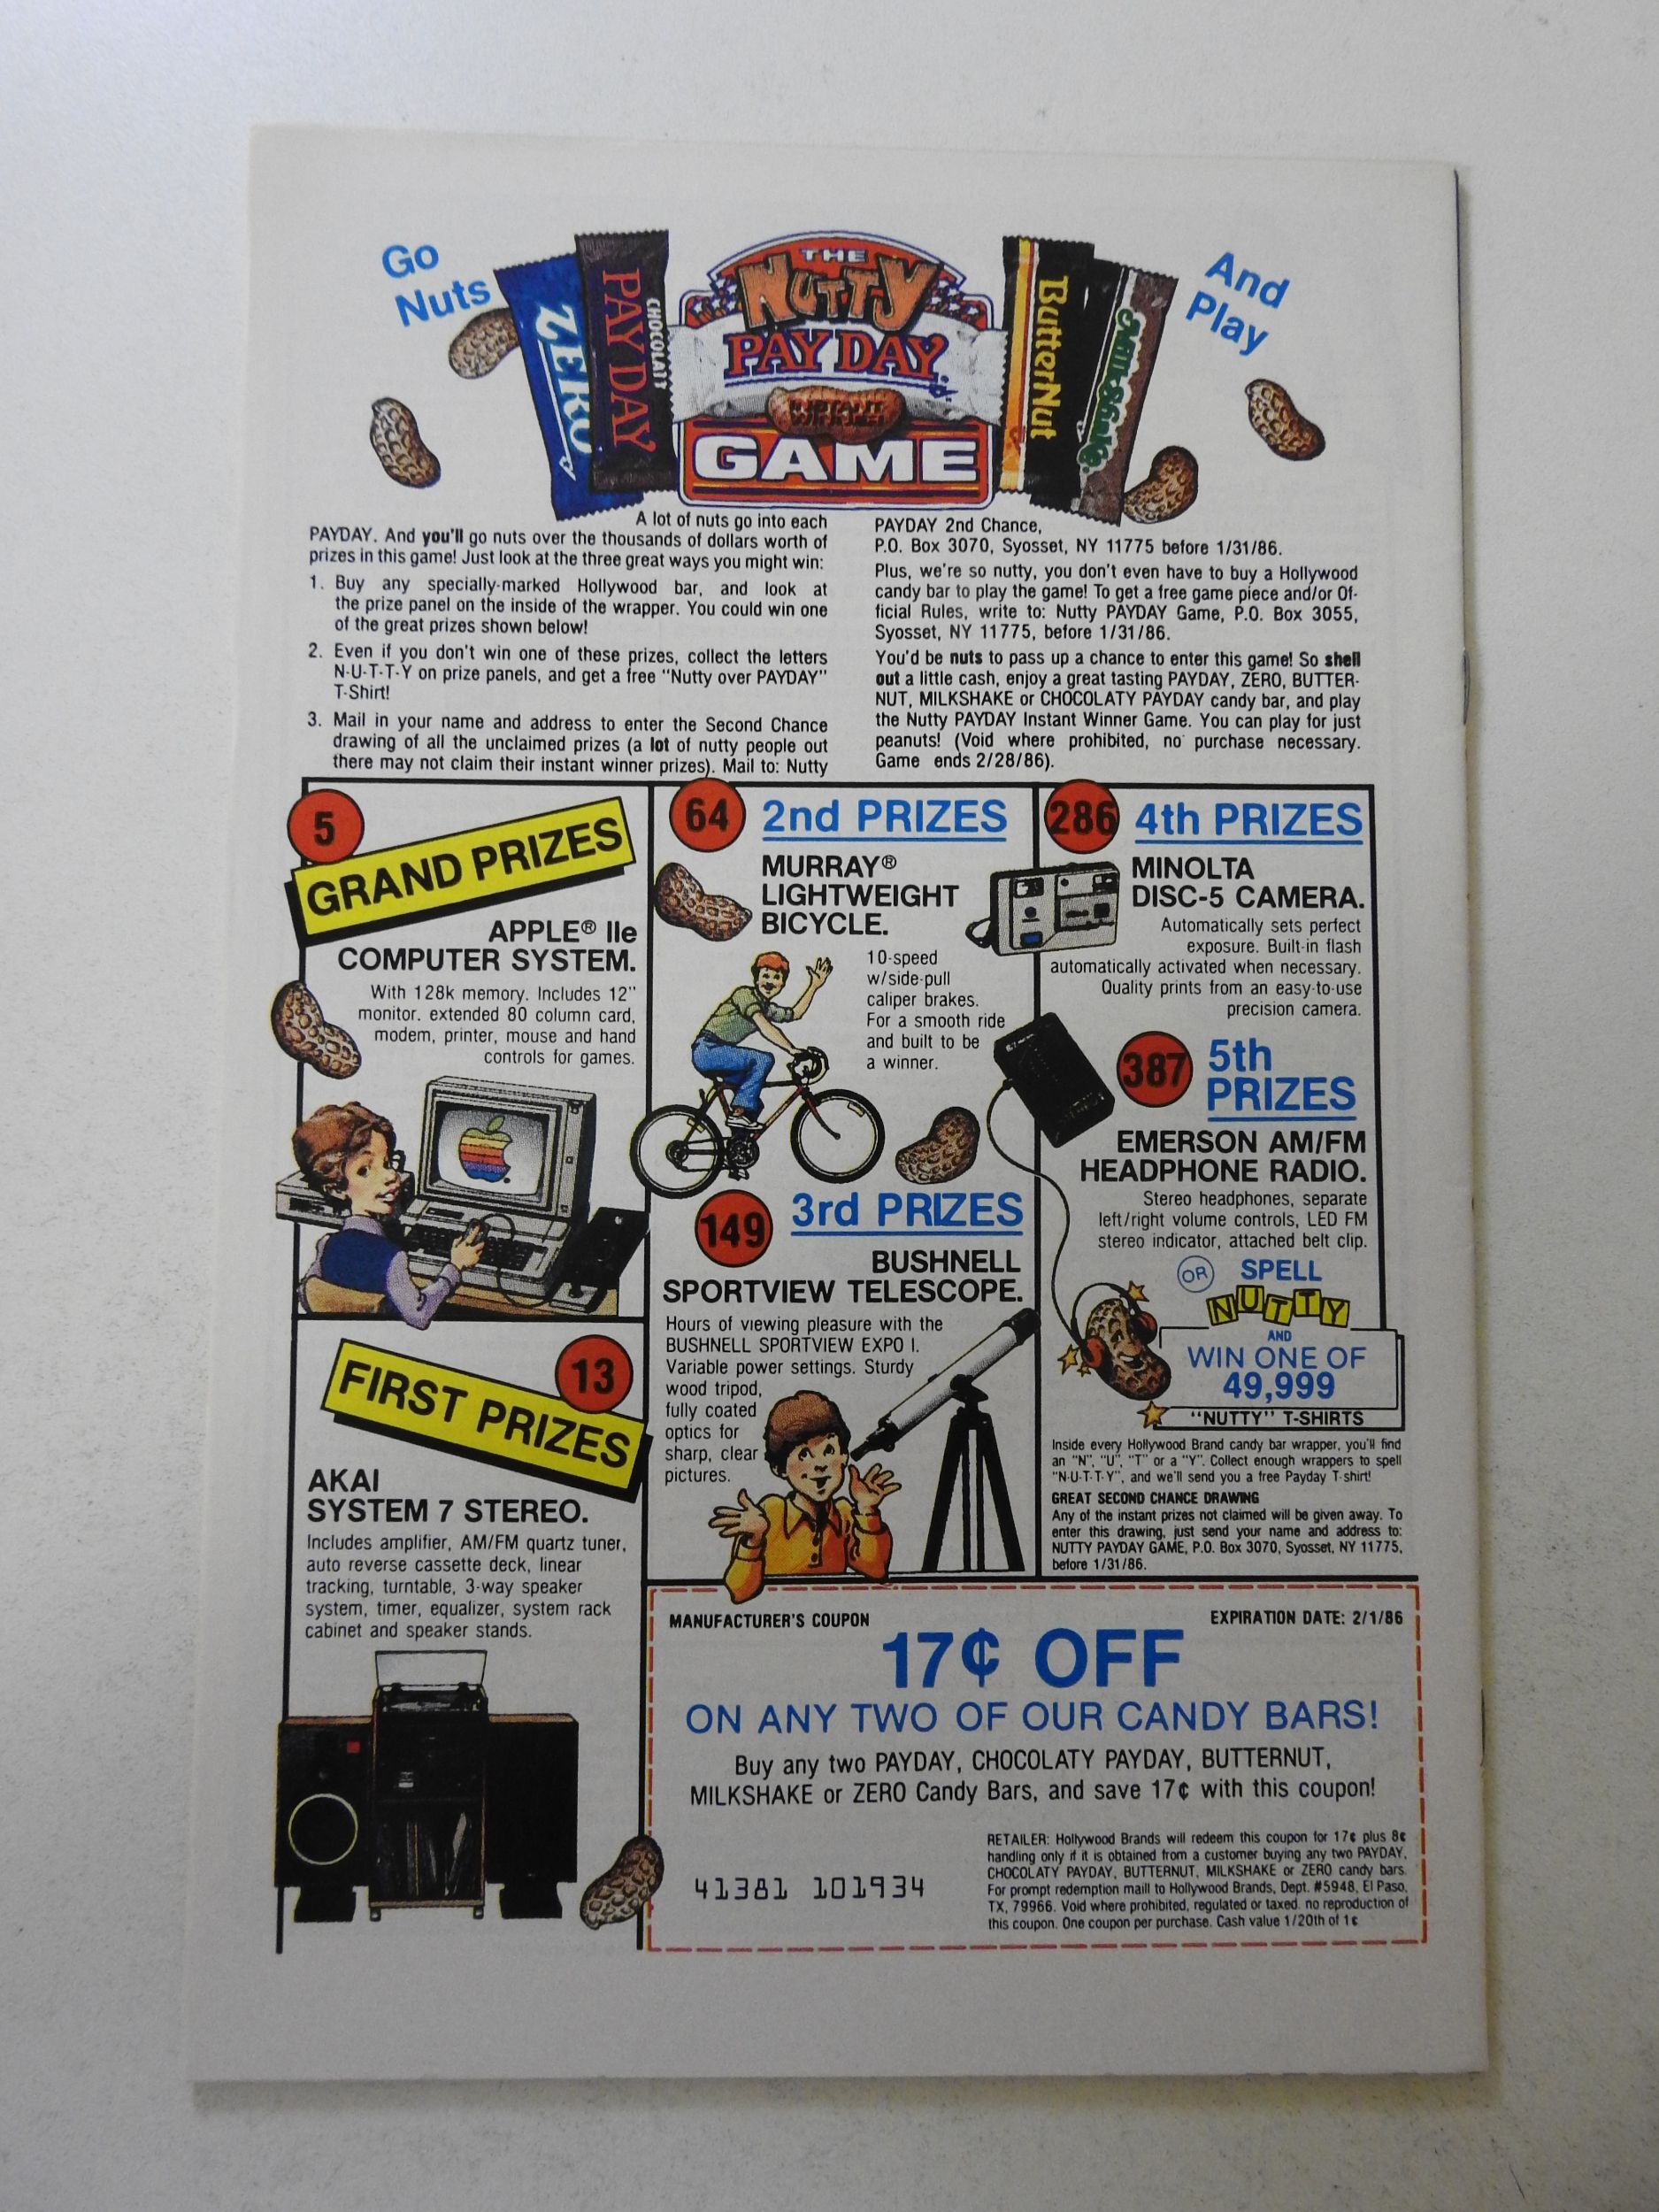 Go
Nuts
And
Play
ZERO
CHOCOLATY
PAY DAY
THE
NUTTY
PAY DAY
INSTANT
WINNER!
GAME
ButterNut
Milkshake
A lot of nuts go into each
PAYDAY. And you'll go nuts over the thousands of dollars worth of
prizes in this game! Just look at the three great ways you might win:
1. Buy any specially-marked Hollywood bar, and look at
the prize panel on the inside of the wrapper. You could win one
of the great prizes shown below!
2. Even if you don't win one of these prizes, collect the letters
N-U-T-T-Y on prize panels, and get a free "Nutty over PAYDAY"
T-Shirt!
3. Mail in your name and address to enter the Second Chance
drawing of all the unclaimed prizes (a lot of nutty people out
there may not claim their instant winner prizes). Mail to: Nutty
PAYDAY 2nd Chance,
P.O. Box 3070, Syosset, NY 11775 before 1/31/86.
Plus, we're so nutty, you don't even have to buy a Hollywood
candy bar to play the game! To get a free game piece and/or Of-
ficial Rules, write to: Nutty PAYDAY Game, P.O. Box 3055,
Syosset, NY 11775, before 1/31/86.
You'd be nuts to pass up a chance to enter this game! So shell
out a little cash, enjoy a great tasting PAYDAY, ZERO, BUTTER-
NUT, MILKSHAKE or CHOCOLATY PAYDAY candy bar, and play
the Nutty PAYDAY Instant Winner Game. You can play for just
peanuts! (Void where prohibited, no purchase necessary.
Game ends 2/28/86).
5
GRAND PRIZES
APPLE® IIe
COMPUTER SYSTEM.
With 128k memory. Includes 12"
monitor. extended 80 column card,
modem, printer, mouse and hand
controls for games.
13
FIRST PRIZES
AKAI
SYSTEM 7 STEREO.
Includes amplifier, AM/FM quartz tuner,
auto reverse cassette deck, linear
tracking, turntable, 3-way speaker
system, timer, equalizer, system rack
cabinet and speaker stands.
64
2nd PRIZES
MURRAY®
LIGHTWEIGHT
BICYCLE.
10-speed
w/side-pull
caliper brakes.
For a smooth ride
and built to be
a winner.
149
3rd PRIZES
BUSHNELL
SPORTVIEW TELESCOPE.
Hours of viewing pleasure with the
BUSHNELL SPORTVIEW EXPO I.
Variable power settings. Sturdy
wood tripod,
fully coated
optics for
sharp, clear
pictures.
286
4th PRIZES
MINOLTA
DISC-5 CAMERA.
Automatically sets perfect
exposure. Built-in flash
automatically activated when necessary.
Quality prints from an easy-to-use
precision camera.
387
5th
PRIZES
EMERSON AM/FM
HEADPHONE RADIO.
Stereo headphones, separate
left/right volume controls, LED FM
stereo indicator, attached belt clip.
OR SPELL
NUTTY
AND
WIN ONE OF
49,999
"NUTTY" T-SHIRTS
Inside every Hollywood Brand candy bar wrapper, you'll find
an "N", "U", "T" or a "Y". Collect enough wrappers to spell
"N-U-T-T-Y", and we'll send you a free Payday T-shirt!
GREAT SECOND CHANCE DRAWING
Any of the instant prizes not claimed will be given away. To
enter this drawing, just send your name and address to:
NUTTY PAYDAY GAME, P.O. Box 3070, Syosset, NY 11775,
before 1/31/86.
MANUFACTURER'S COUPON
EXPIRATION DATE: 2/1/86
17¢ OFF
ON ANY TWO OF OUR CANDY BARS!
Buy any two PAYDAY, CHOCOLATY PAYDAY, BUTTERNUT,
MILKSHAKE or ZERO Candy Bars, and save 17¢ with this coupon!
41381 101934
RETAILER: Hollywood Brands will redeem this coupon for 17¢ plus 8¢
handling only if it is obtained from a customer buying any two PAYDAY,
CHOCOLATY PAYDAY, BUTTERNUT, MILKSHAKE or ZERO candy bars.
For prompt redemption maill to Hollywood Brands, Dept. #5948, El Paso,
TX, 79966. Void where prohibited, regulated or taxed. no reproduction of
this coupon. One coupon per purchase. Cash value 1/20th of 1¢